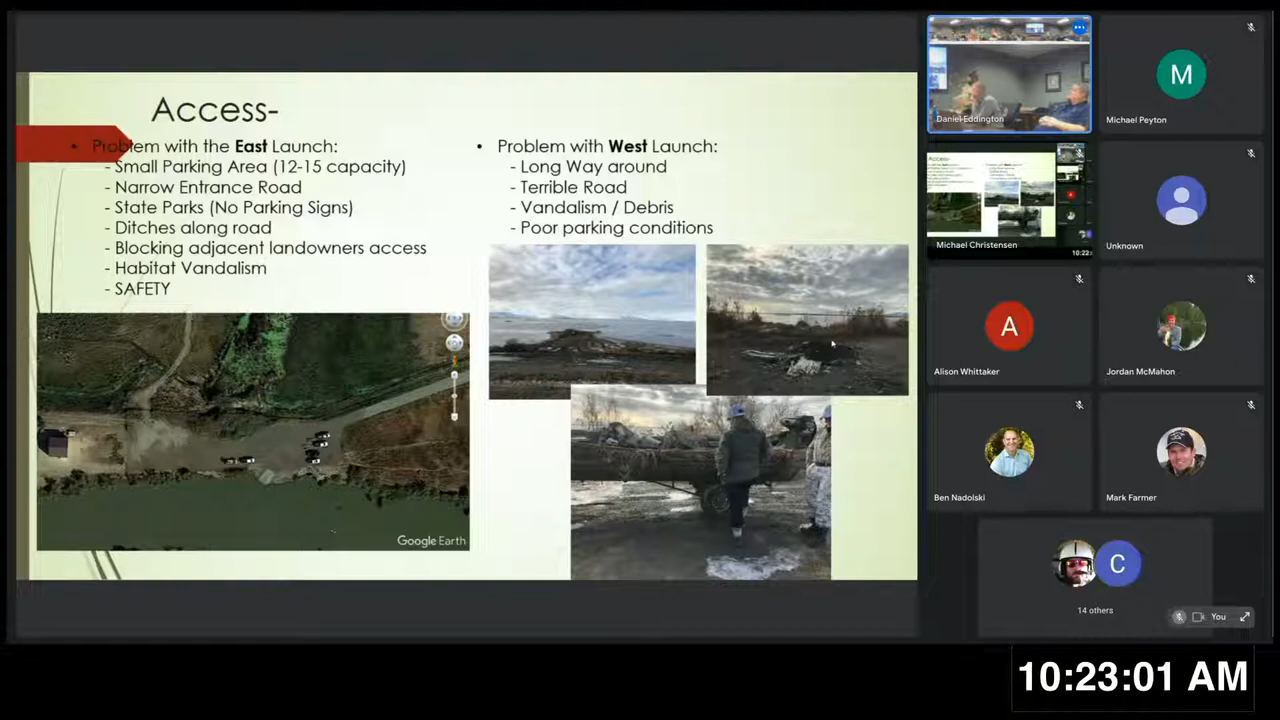 Access-
• Problem with the East Launch:
- Small Parking Area (12-15 capacity)
- Narrow Entrance Road
- State Parks (No Parking Signs)
- Ditches along road
- Blocking adjacent landowners access
- Habitat Vandalism
- SAFETY
Google Earth
• Problem with West Launch:
- Long Way around
- Terrible Road
- Vandalism / Debris
- Poor parking conditions
Daniel Eddington
M
Michael Peyton
Michael Christensen
10:22:
Unknown
A
Alison Whittaker
Jordan McMahon
Ben Nadolski
Mark Farmer
C
14 others
You
10:23:01 AM